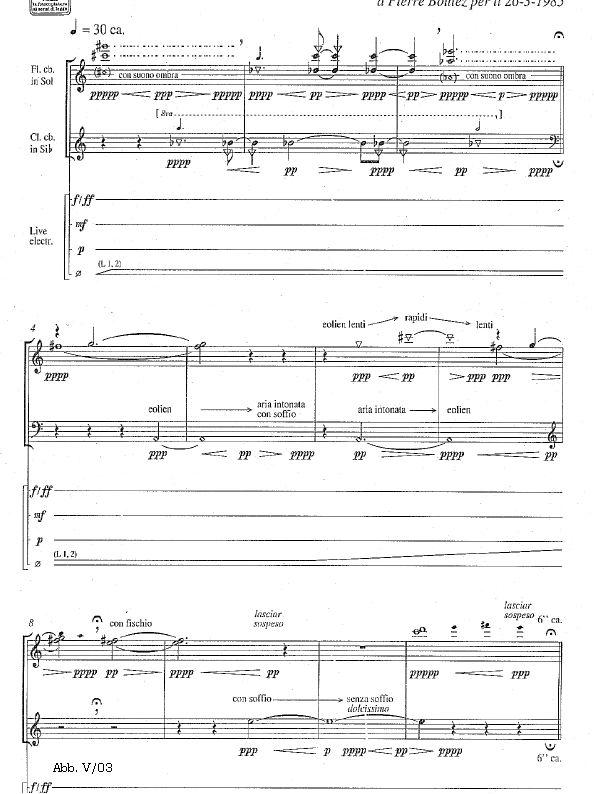 a Pierre Boulez per il 26-3-1985
♩ = 30 ca.
Fl. cb.
in Sol
con suono ombra
con suono ombra
ppppp ppp ppppp pppp pp pppp ppppp p ppppp
[ 8va ]
Cl. cb.
in Sib
pppp pp pppp pp pppp
Live
electr.
f/ff
mf
p
ø
(L 1, 2)
4
eolien lenti rapidi lenti
pppp ppp pp ppp ppp pp
eolien
aria intonata
con soffio
aria intonata
eolien
ppp pp pppp pp pppp pp
f/ff
mf
p
ø
(L 1, 2)
8
con fischio
lasciar
sospeso
lasciar
sospeso
6'' ca.
pppp pp pppp ppppp ppp
con soffio
senza soffio
dolcissimo
ppp p pp pppp
6'' ca.
Abb. V/03
f/ff